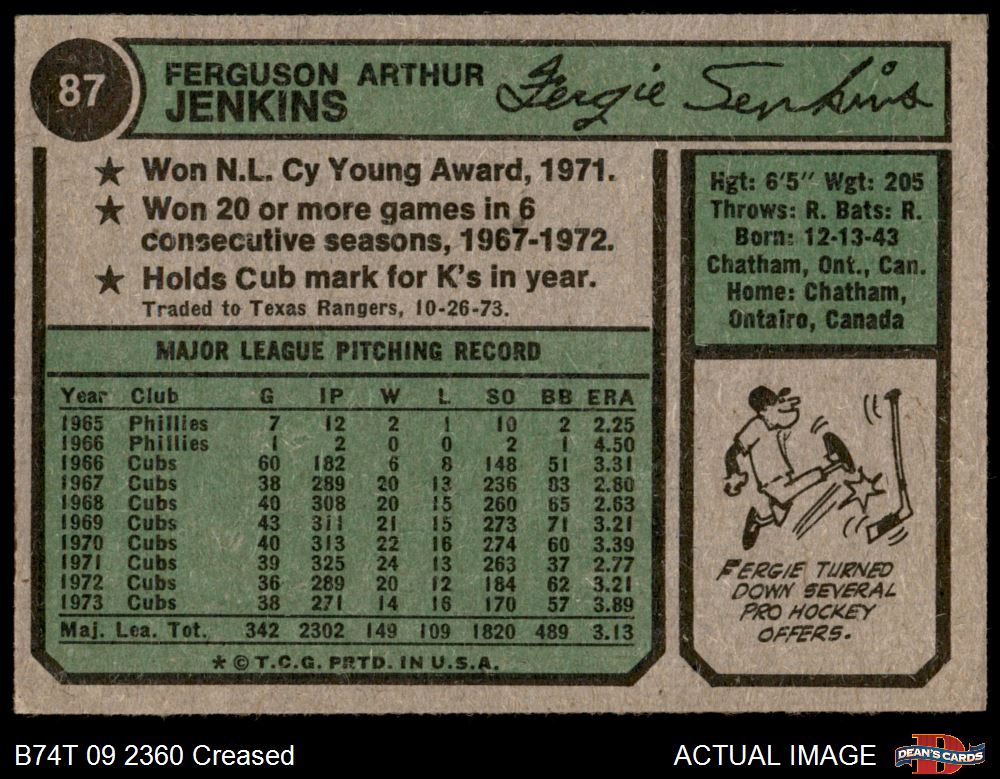 87
FERGUSON ARTHUR
JENKINS
Fergie Jenkins
★ Won N.L. Cy Young Award, 1971.
★ Won 20 or more games in 6
consecutive seasons, 1967-1972.
★ Holds Cub mark for K's in year.
Traded to Texas Rangers, 10-26-73.
Hgt: 6'5" Wgt: 205
Throws: R. Bats: R.
Born: 12-13-43
Chatham, Ont., Can.
Home: Chatham,
Ontairo, Canada
MAJOR LEAGUE PITCHING RECORD
Year Club G IP W L SO BB ERA
1965 Phillies 7 12 2 1 10 2 2.25
1966 Phillies 1 2 0 0 2 1 4.50
1966 Cubs 60 182 6 8 148 51 3.31
1967 Cubs 38 289 20 13 236 83 2.80
1968 Cubs 40 308 20 15 260 65 2.63
1969 Cubs 43 311 21 15 273 71 3.21
1970 Cubs 40 313 22 16 274 60 3.39
1971 Cubs 39 325 24 13 263 37 2.77
1972 Cubs 36 289 20 12 184 62 3.21
1973 Cubs 38 271 14 16 170 57 3.89
Maj. Lea. Tot. 342 2302 149 109 1820 489 3.13
* © T.C.G. PRTD. IN U.S.A.
FERGIE TURNED
DOWN SEVERAL
PRO HOCKEY
OFFERS.
B74T 09 2360 Creased
ACTUAL IMAGE
D
DEAN'S CARDS